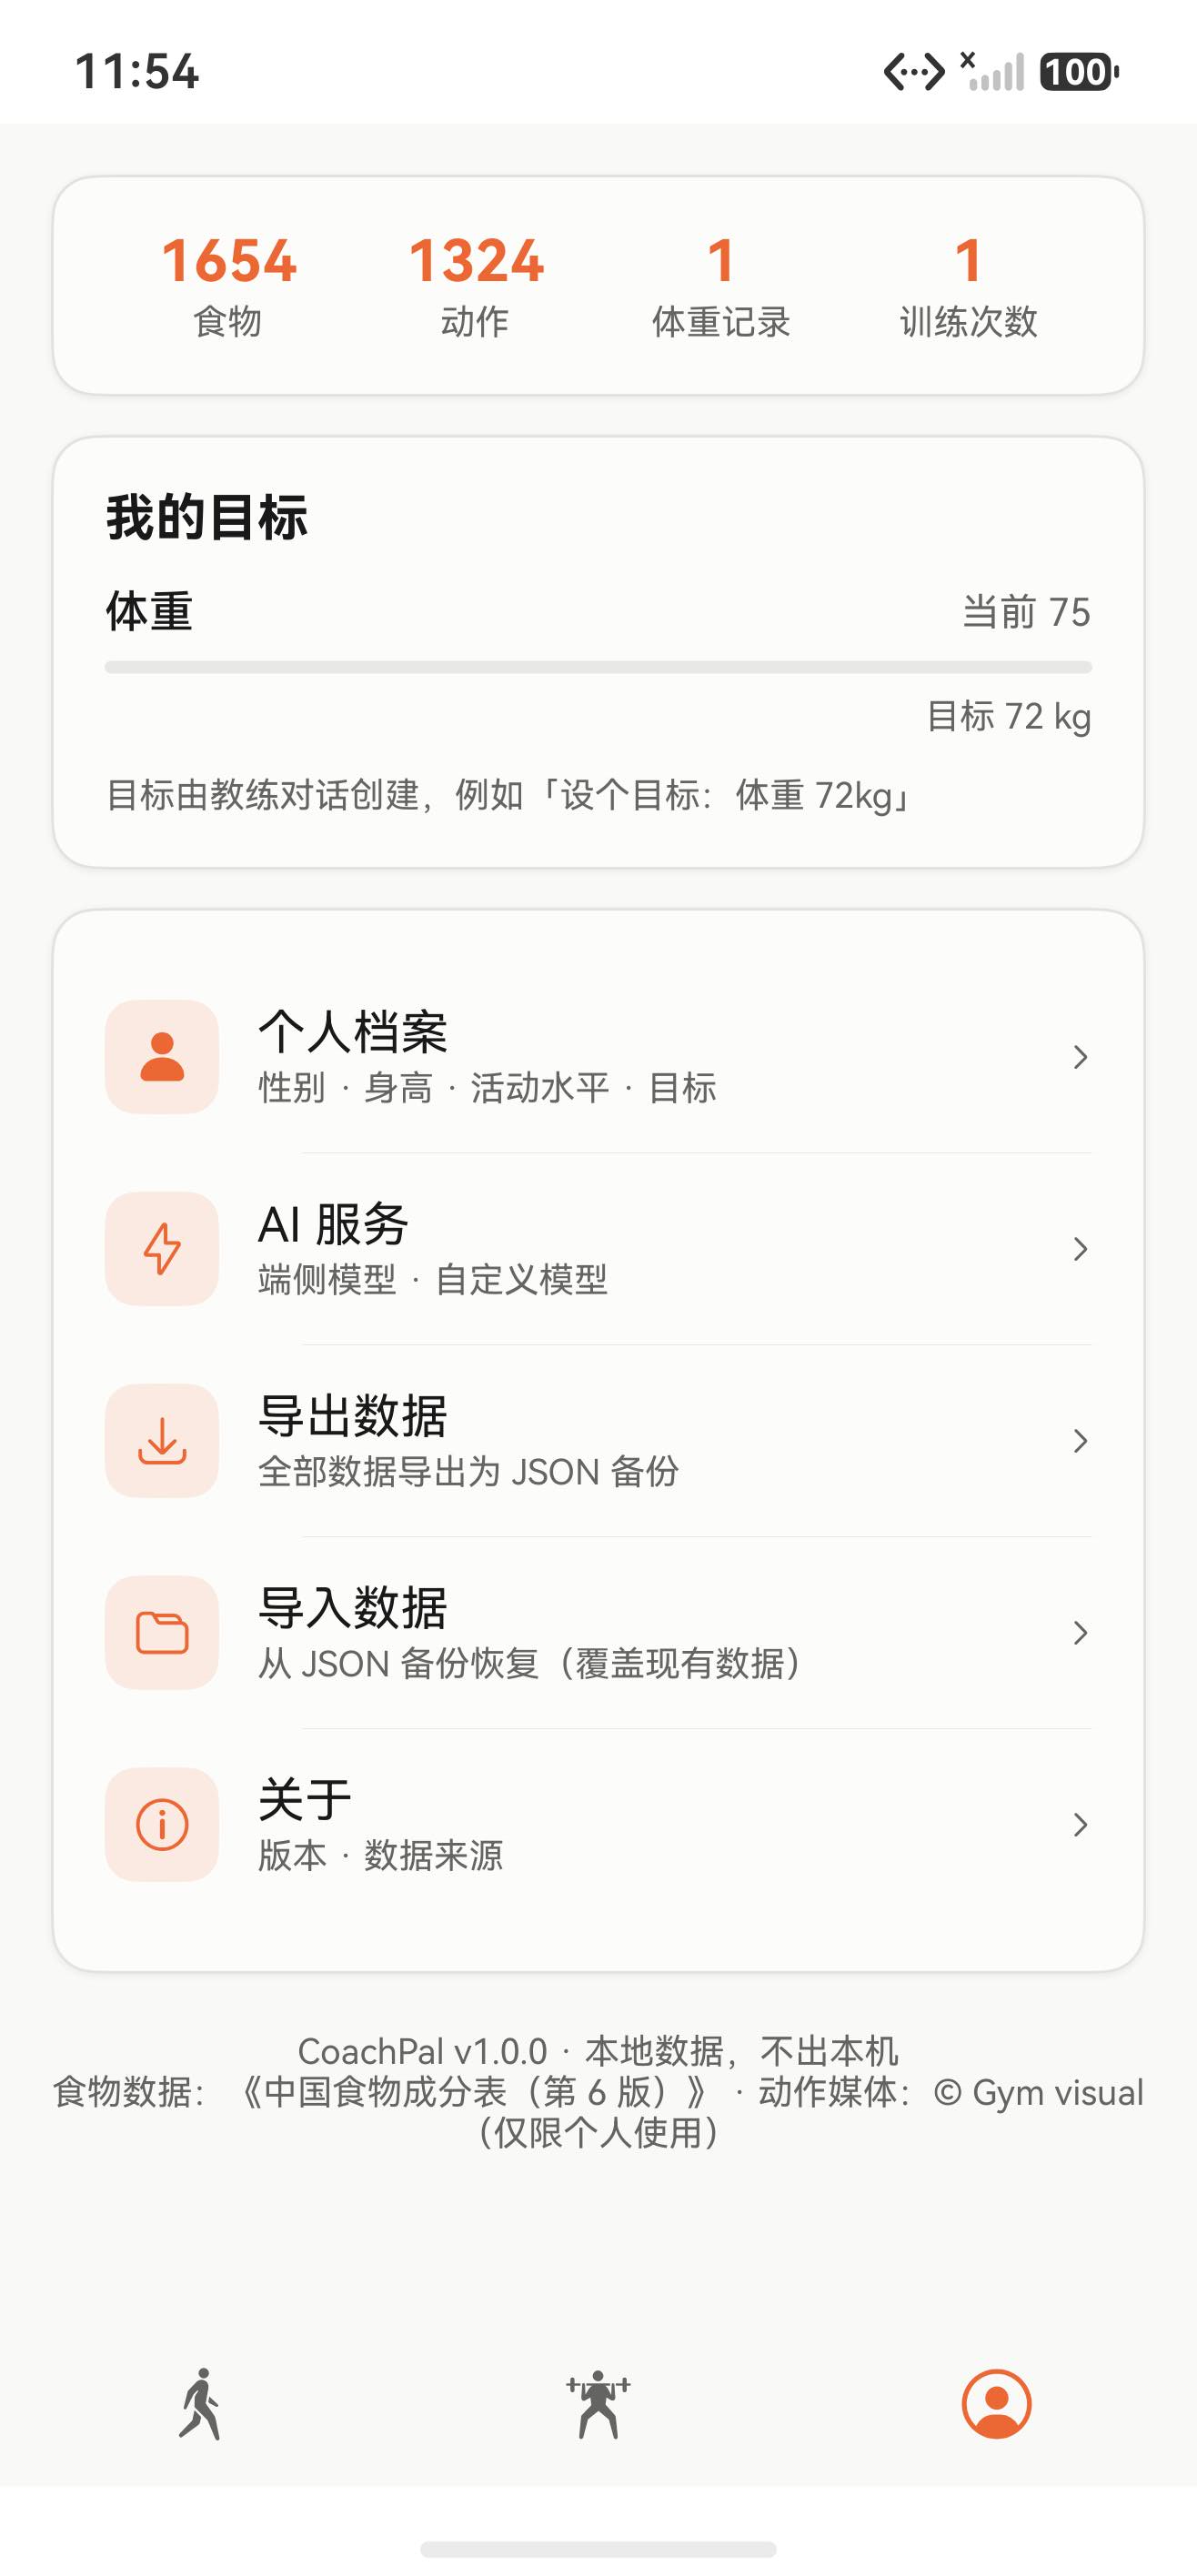 11:54
100
1654
食物
1324
动作
1
体重记录
1
训练次数
我的目标
体重
当前 75
目标 72 kg
目标由教练对话创建，例如「设个目标：体重 72kg」
个人档案
性别 · 身高 · 活动水平 · 目标
AI 服务
端侧模型 · 自定义模型
导出数据
全部数据导出为 JSON 备份
导入数据
从 JSON 备份恢复（覆盖现有数据）
关于
版本 · 数据来源
CoachPal v1.0.0 · 本地数据，不出本机
食物数据：《中国食物成分表（第 6 版）》 · 动作媒体：© Gym visual
（仅限个人使用）